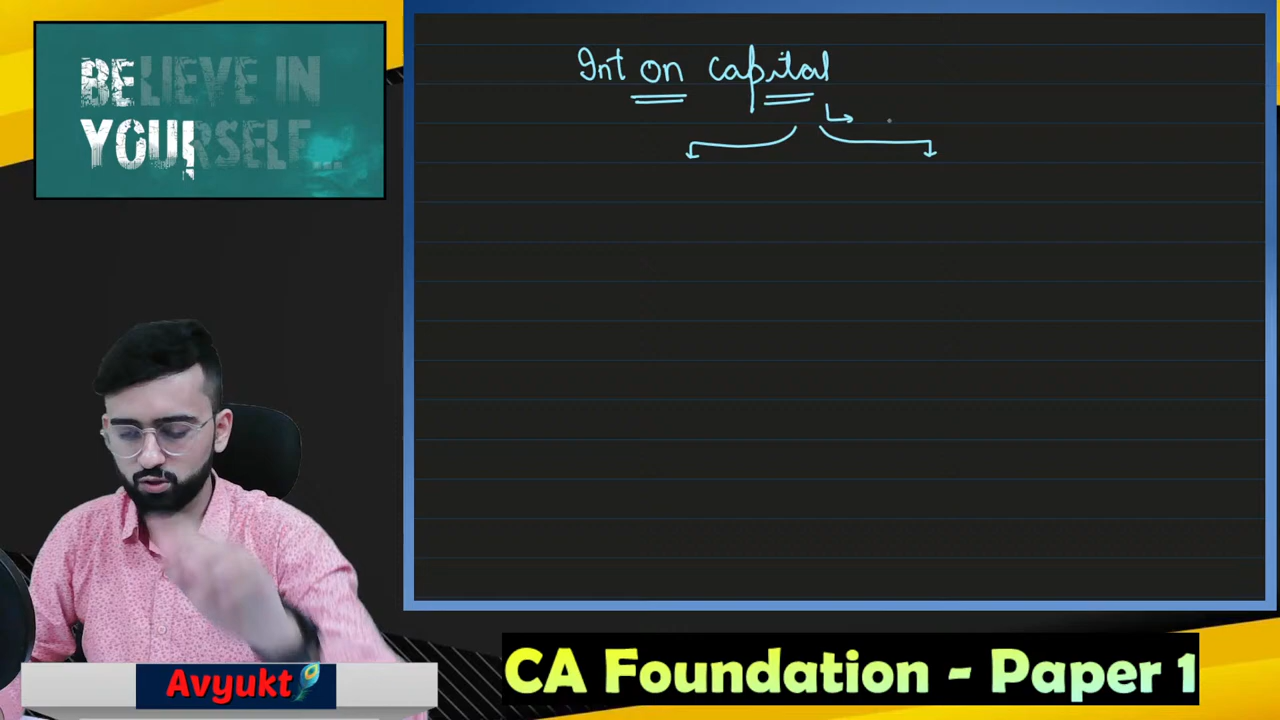 BELIEVE IN
YOURSELF...
Int on capital
Avyukt
CA Foundation - Paper 1